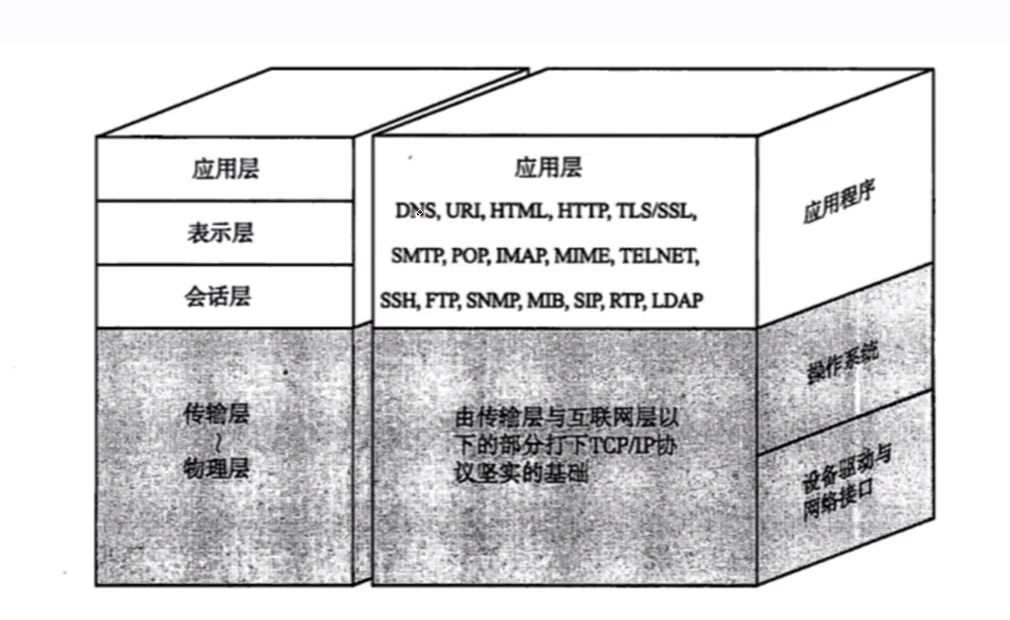 应用层
表示层
会话层
传输层
~
物理层
应用层
DNS, URI, HTML, HTTP, TLS/SSL,
SMTP, POP, IMAP, MIME, TELNET,
SSH, FTP, SNMP, MIB, SIP, RTP, LDAP
由传输层与互联网层以
下的部分打下TCP/IP协
议坚实的基础
应用程序
操作系统
设备驱动与
网络接口